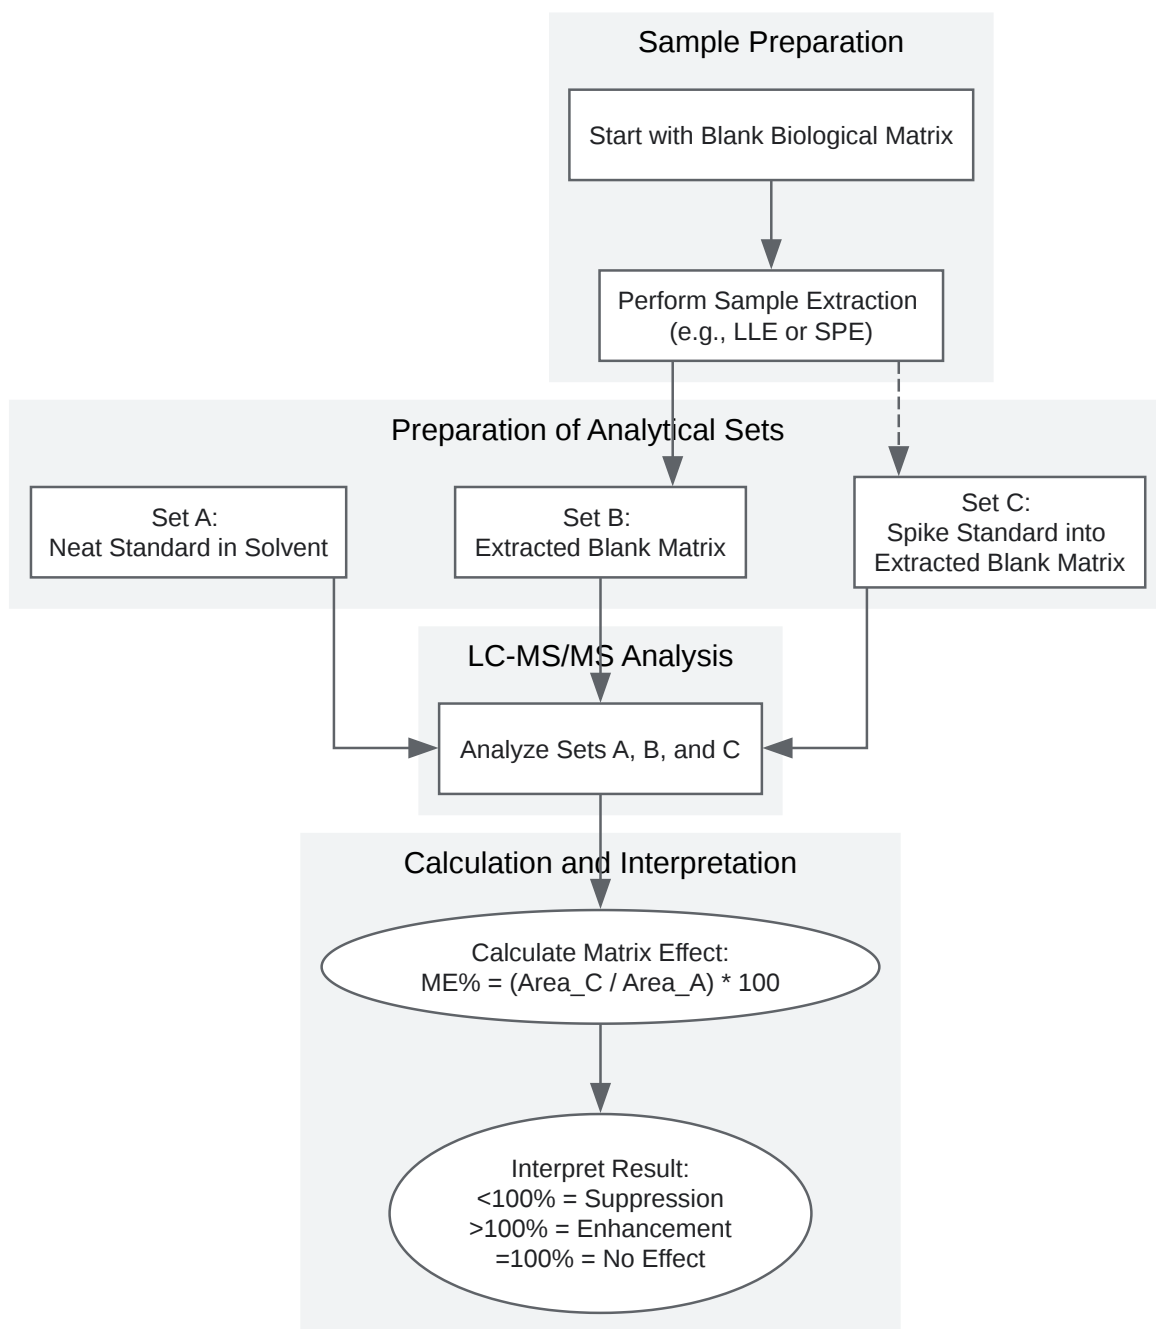 Sample Preparation
Start with Blank Biological Matrix
Perform Sample Extraction
(e.g., LLE or SPE)
Preparation of Analytical Sets
Set A:
Neat Standard in Solvent
Set B:
Extracted Blank Matrix
Set C:
Spike Standard into
Extracted Blank Matrix
LC-MS/MS Analysis
Analyze Sets A, B, and C
Calculation and Interpretation
Calculate Matrix Effect:
ME% = (Area_C / Area_A) * 100
Interpret Result:
<100% = Suppression
>100% = Enhancement
=100% = No Effect